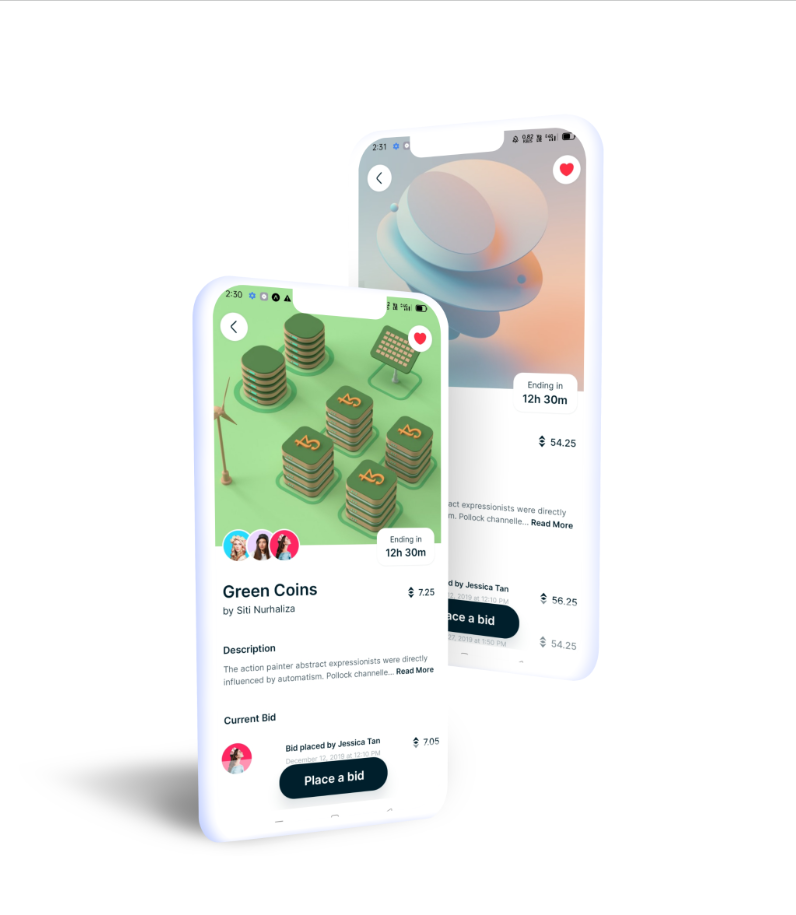 2:31
Ending in
12h 30m
54.25
act expressionists were directly
m. Pollock channelle... Read More
d by Jessica Tan
2, 2019 at 12:10 PM
56.25
ace a bid
27, 2019 at 1:50 PM
54.25
2:30
Ending in
12h 30m
Green Coins
7.25
by Siti Nurhaliza
Description
The action painter abstract expressionists were directly
influenced by automatism. Pollock channelle... Read More
Current Bid
Bid placed by Jessica Tan
7.05
December 12, 2019 at 12:10 PM
Place a bid